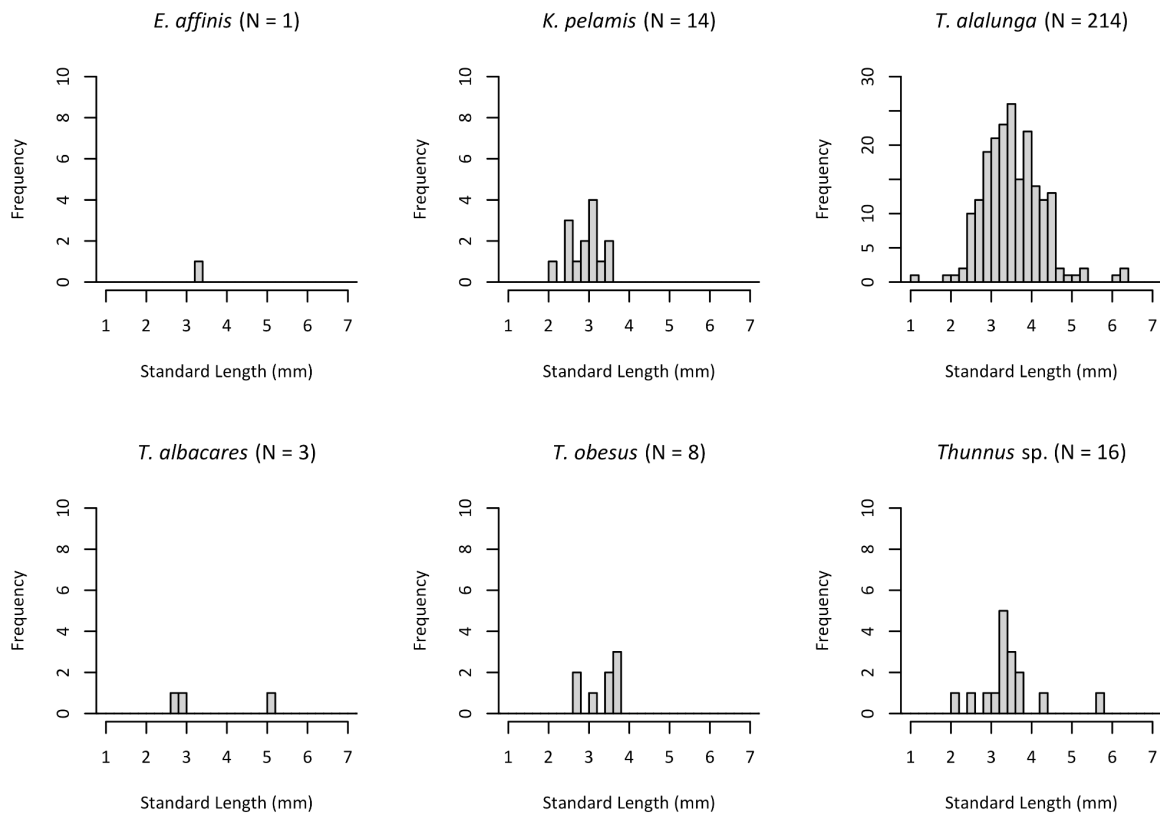 E. affinis (N = 1)
Frequency
0 2 4 6 8 10
1 2 3 4 5 6 7
Standard Length (mm)
K. pelamis (N = 14)
Frequency
0 2 4 6 8 10
1 2 3 4 5 6 7
Standard Length (mm)
T. alalunga (N = 214)
Frequency
0 5 10 20 30
1 2 3 4 5 6 7
Standard Length (mm)
T. albacares (N = 3)
Frequency
0 2 4 6 8 10
1 2 3 4 5 6 7
Standard Length (mm)
T. obesus (N = 8)
Frequency
0 2 4 6 8 10
1 2 3 4 5 6 7
Standard Length (mm)
Thunnus sp. (N = 16)
Frequency
0 2 4 6 8 10
1 2 3 4 5 6 7
Standard Length (mm)